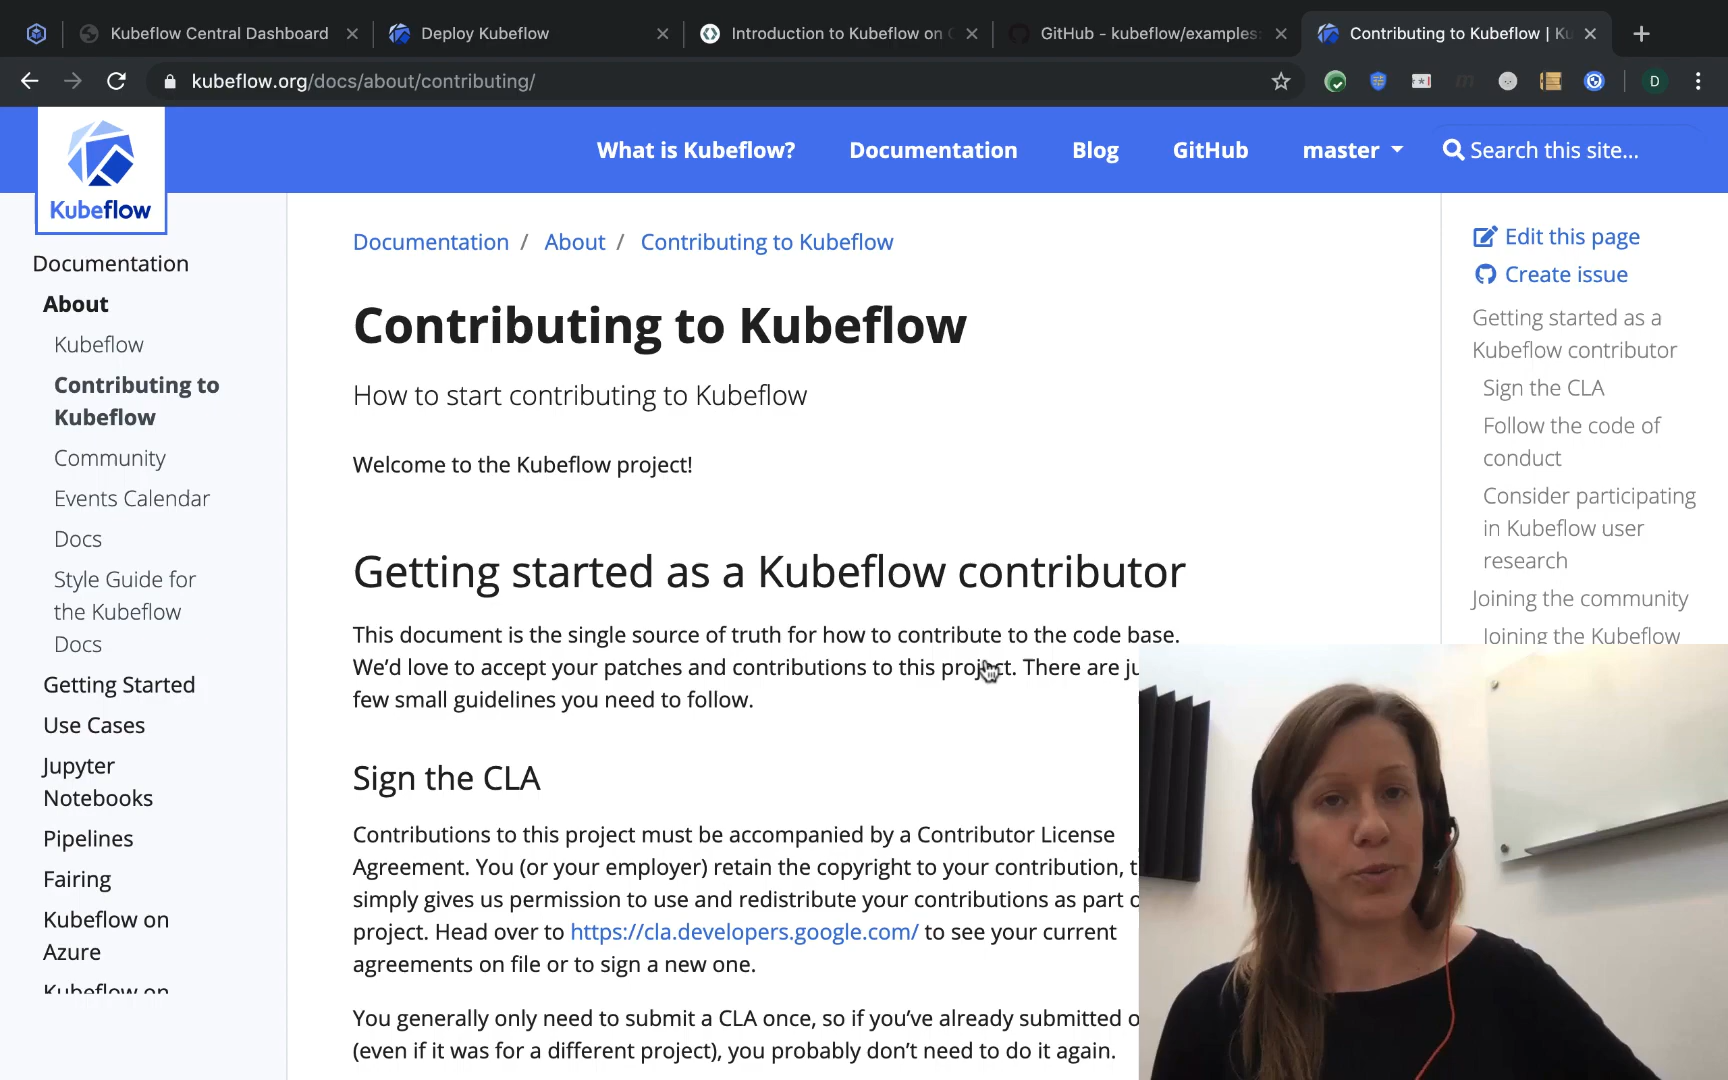 Kubeflow Central Dashboard
Deploy Kubeflow
Introduction to Kubeflow on
GitHub - kubeflow/examples:
Contributing to Kubeflow |
kubeflow.org/docs/about/contributing/
D
Kubeflow
What is Kubeflow?
Documentation
Blog
GitHub
master
Search this site...
Documentation
About
Kubeflow
Contributing to
Kubeflow
Community
Events Calendar
Docs
Style Guide for
the Kubeflow
Docs
Getting Started
Use Cases
Jupyter
Notebooks
Pipelines
Fairing
Kubeflow on
Azure
Kubeflow on
Documentation / About / Contributing to Kubeflow
Contributing to Kubeflow
How to start contributing to Kubeflow
Welcome to the Kubeflow project!
Getting started as a Kubeflow contributor
This document is the single source of truth for how to contribute to the code base.
We'd love to accept your patches and contributions to this project. There are
few small guidelines you need to follow.
Sign the CLA
Contributions to this project must be accompanied by a Contributor License
Agreement. You (or your employer) retain the copyright to your contribution,
simply gives us permission to use and redistribute your contributions as part
project. Head over to https://cla.developers.google.com/ to see your current
agreements on file or to sign a new one.
You generally only need to submit a CLA once, so if you've already submitted
(even if it was for a different project), you probably don't need to do it again.
Edit this page
Create issue
Getting started as a
Kubeflow contributor
Sign the CLA
Follow the code of
conduct
Consider participating
in Kubeflow user
research
Joining the community
Joining the Kubeflow